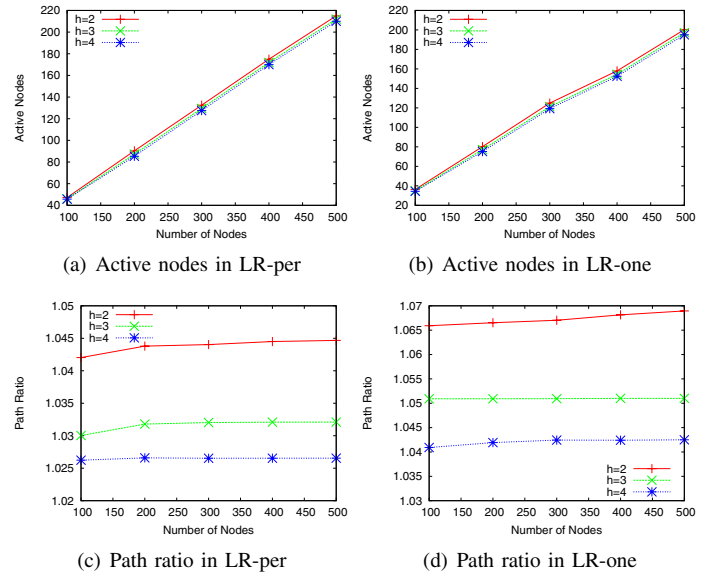 220
200
180
160
140
120
100
80
60
40
Active Nodes
h=2
h=3
h=4
100 150 200 250 300 350 400 450 500
Number of Nodes
(a) Active nodes in LR-per
220
200
180
160
140
120
100
80
60
40
20
Active Nodes
h=2
h=3
h=4
100 150 200 250 300 350 400 450 500
Number of Nodes
(b) Active nodes in LR-one
1.05
1.045
1.04
1.035
1.03
1.025
1.02
Path Ratio
h=2
h=3
h=4
100 150 200 250 300 350 400 450 500
Number of Nodes
(c) Path ratio in LR-per
1.07
1.065
1.060
1.055
1.050
1.045
1.04
1.035
1.03
Path Ratio
h=2
h=3
h=4
100 150 200 250 300 350 400 450 500
Number of Nodes
(d) Path ratio in LR-one